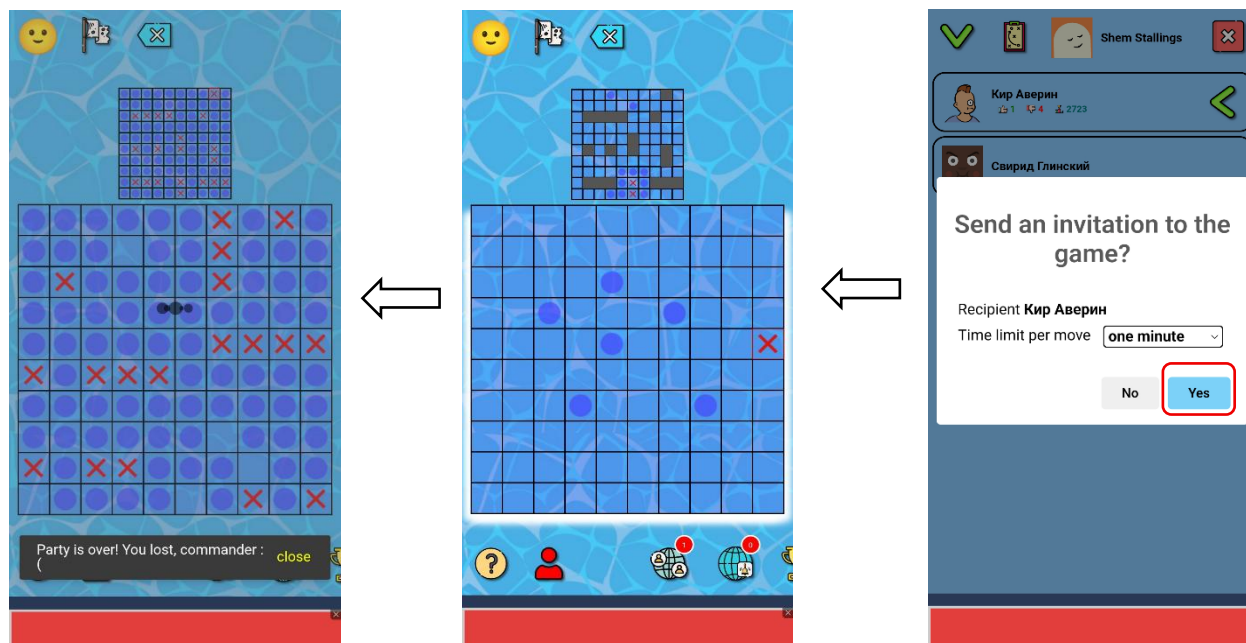 Party is over! You lost, commander :
(
close
?
1
0
Shem Stallings
Кир Аверин
1 4 2723
Свирид Глинский
Send an invitation to the
game?
Recipient Кир Аверин
Time limit per move one minute
No Yes